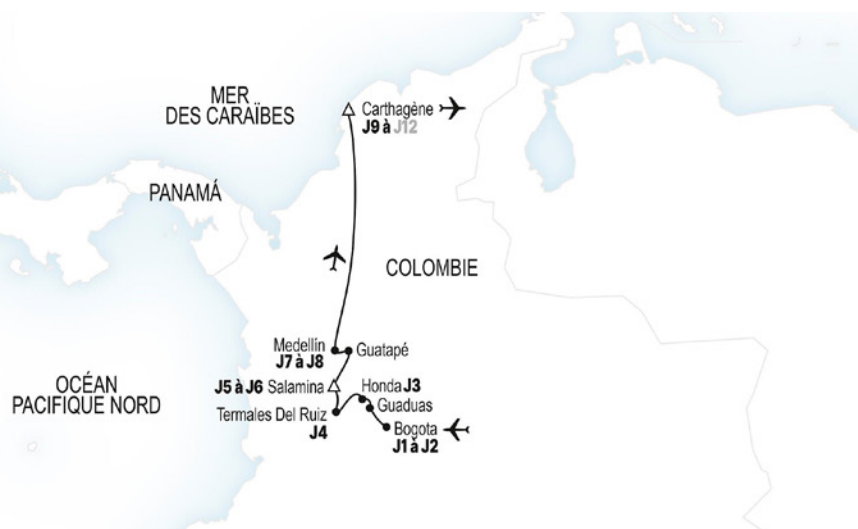 MER
DES CARAÏBES
Carthagène
J9 à J12
PANAMÁ
COLOMBIE
Medellín
J7 à J8
Guatapé
OCÉAN
PACIFIQUE NORD
J5 à J6 Salamina
Honda J3
Guaduas
Termales Del Ruiz
J4
Bogota
J1 à J2